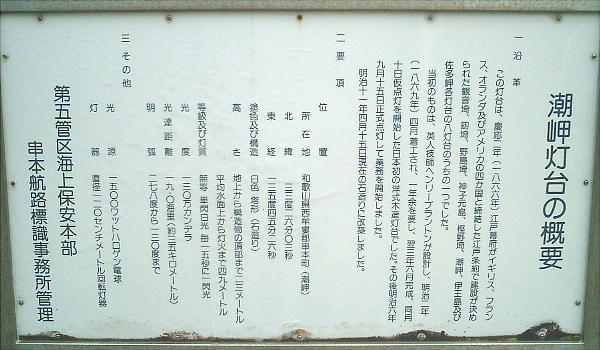 潮岬灯台の概要
一 沿革
この灯台は、慶応二年（一八六六年）江戸幕府がイギリス、フラン
ス、オランダ及びアメリカの四か国と締結した江戸条約で建設が決め
られた観音埼、剱埼、野島埼、神子元島、樫野埼、潮岬、伊王島及び
佐多岬各灯台の八灯台のうちの一つでした。
当初のものは、英人技師ヘンリーブラントンが設計し、明治二年
（一八六九年）四月着工され、一年余を要し、翌三年六月完成、同月
十日仮点灯を開始した日本初の洋式木造灯台でした。その後明治六年
九月十五日正式点灯して業務を開始しました。
明治十一年四月十五日現在の石造りに改築しました。
二 要項
位置
所在地 和歌山県西牟婁郡串本町（潮岬）
北緯 三三度二六分〇三秒
東経 一三五度四五分二六秒
塗色及び構造 白色 塔形（石造り）
高さ 地上から構造物の頂部まで二三メートル
平均水面上から灯火まで四九メートル
等級及び灯質 無等 単閃白光 毎一五秒に一閃光
光度 一三〇万カンデラ
光達距離 一九、〇海里（約三五キロメートル）
明弧 二七八度から一三〇度まで
三 その他
光源 五〇〇ワットハロゲン電球
灯器 直径一二〇センチメートル回転灯器
第五管区海上保安本部
串本航路標識事務所管理